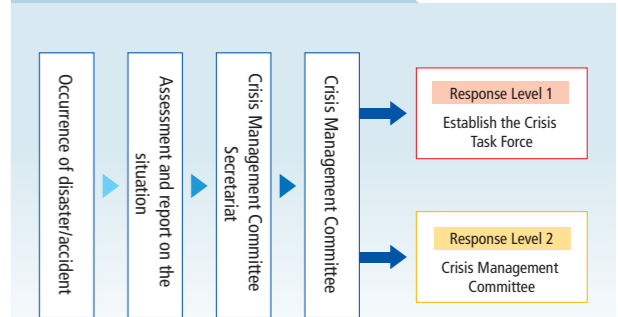 Occurrence of disaster/accident
Assessment and report on the
situation
Crisis Management Committee
Secretariat
Crisis Management Committee
Response Level 1
Establish the Crisis
Task Force
Response Level 2
Crisis Management
Committee